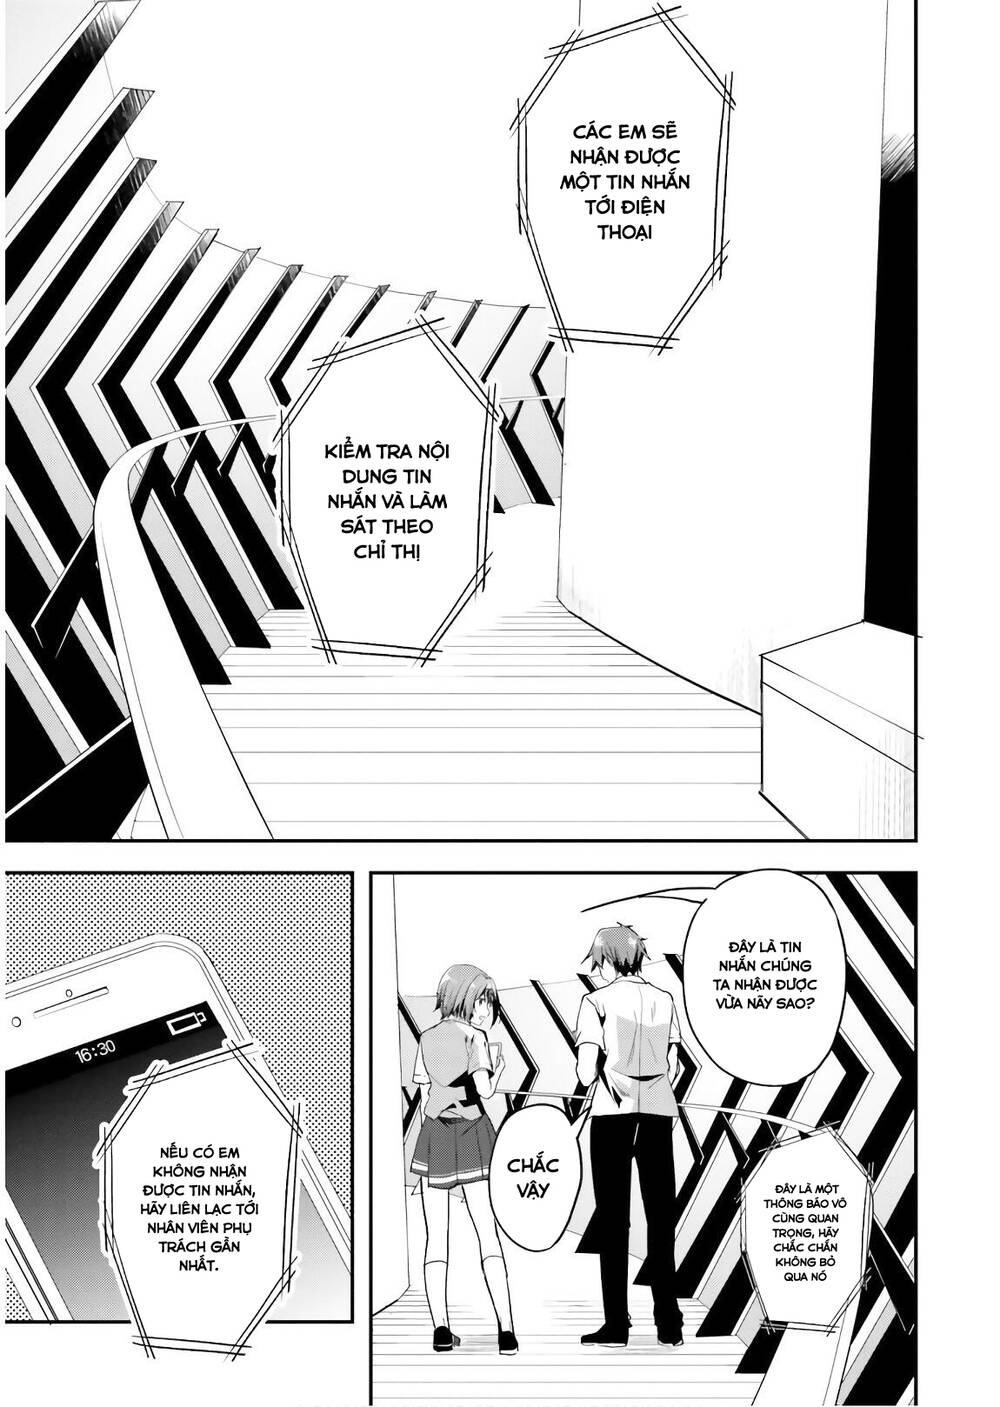 CÁC EM SẼ
NHẬN ĐƯỢC
MỘT TIN NHẮN
TỚI ĐIỆN
THOẠI
KIỂM TRA NỘI
DUNG TIN
NHẮN VÀ LÀM
SÁT THEO
CHỈ THỊ
ĐÂY LÀ TIN
NHẮN CHÚNG
TA NHẬN ĐƯỢC
VỪA NÃY SAO?
CHẮC
VẬY
ĐÂY LÀ MỘT
THÔNG BÁO VÔ
CÙNG QUAN
TRỌNG, HÃY
CHẮC CHẮN
KHÔNG BỎ
QUA NÓ
16:30
NẾU CÓ EM
KHÔNG NHẬN
ĐƯỢC TIN NHẮN,
HÃY LIÊN LẠC TỚI
NHÂN VIÊN PHỤ
TRÁCH GẦN
NHẤT.